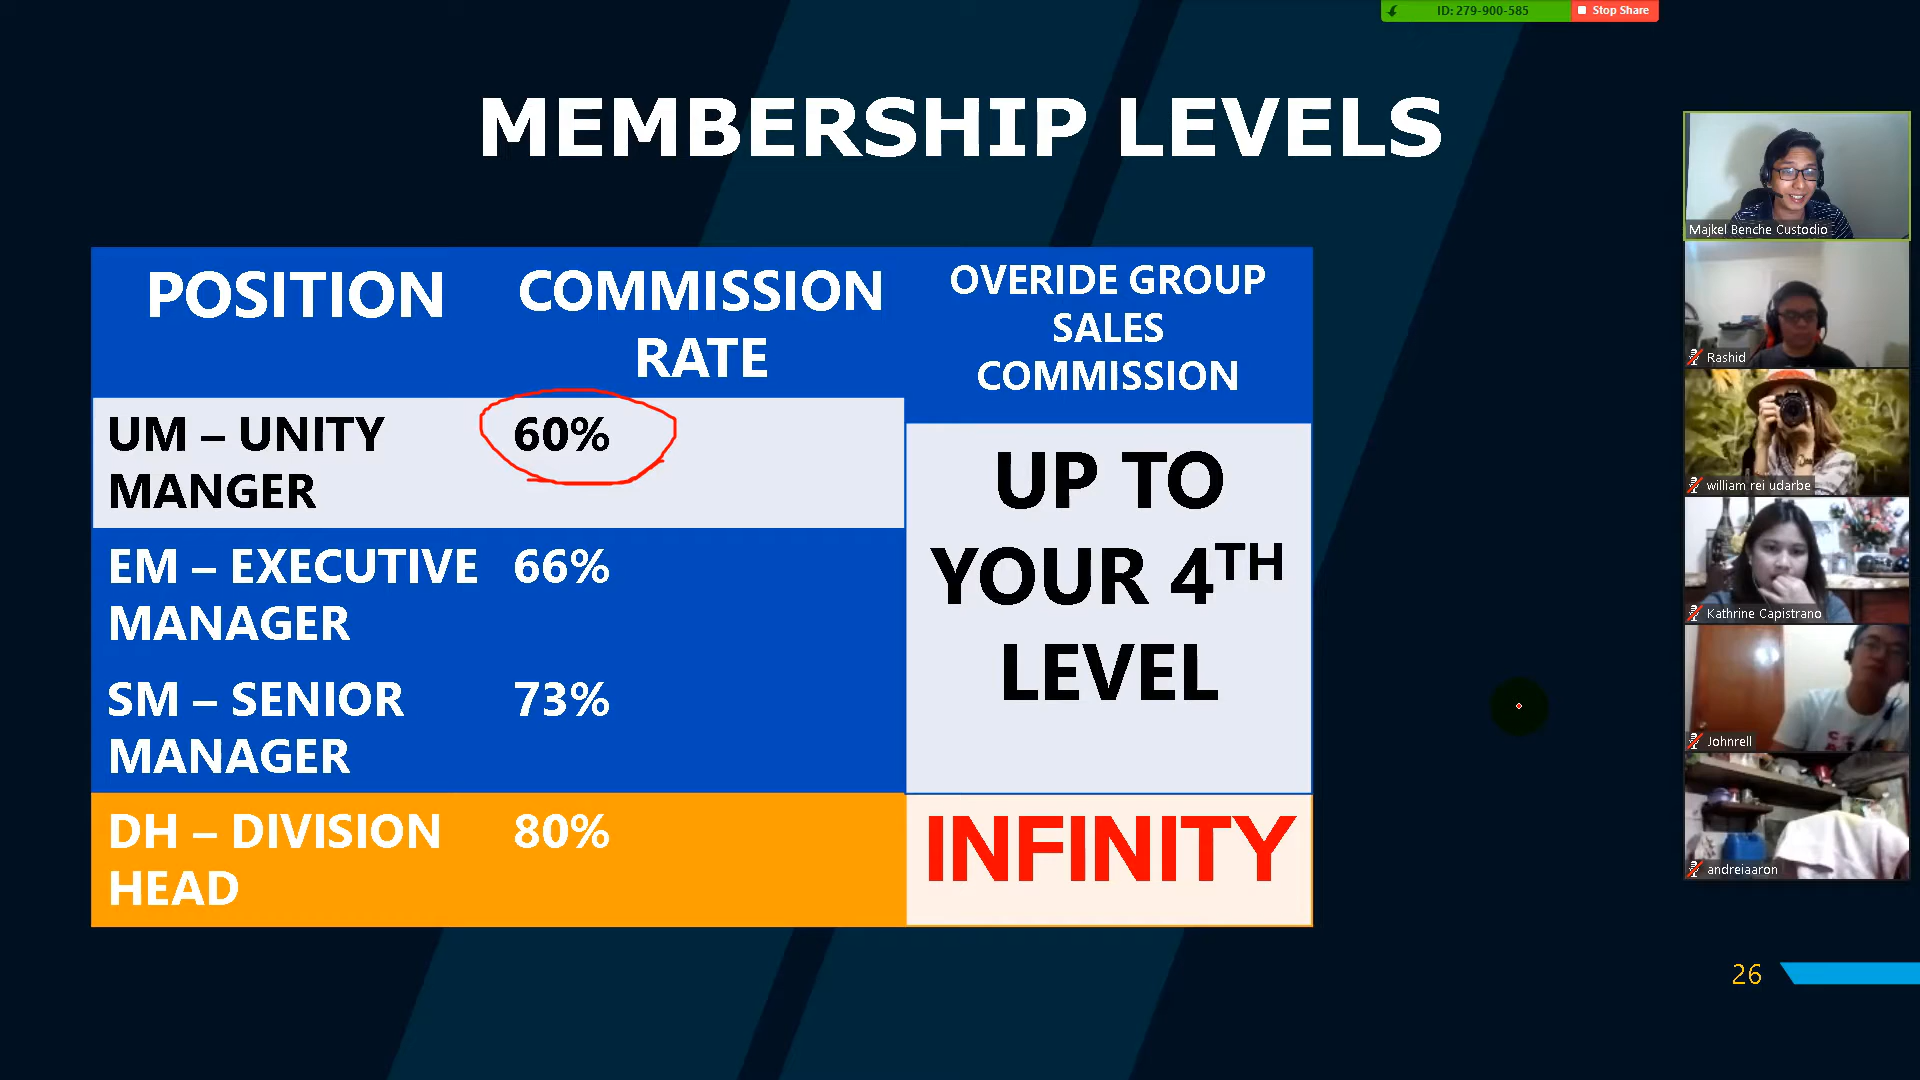 ID: 279-900-585
Stop Share
MEMBERSHIP LEVELS
POSITION
COMMISSION
RATE
OVERIDE GROUP
SALES
COMMISSION
UM – UNITY
MANGER
60%
EM – EXECUTIVE
MANAGER
66%
SM – SENIOR
MANAGER
73%
UP TO
YOUR 4TH
LEVEL
DH – DIVISION
HEAD
80%
INFINITY
26
Majkel Benche Custodio
Rashid
william rei udarbe
Kathrine Capistrano
Johnrell
andreiaaron